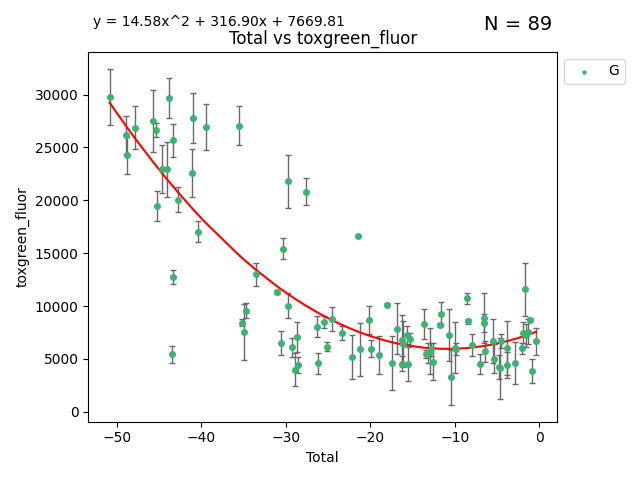 y = 14.58x^2 + 316.90x + 7669.81
N = 89
Total vs toxgreen_fluor
G
30000
25000
20000
15000
10000
5000
0
toxgreen_fluor
−50 −40 −30 −20 −10 0
Total